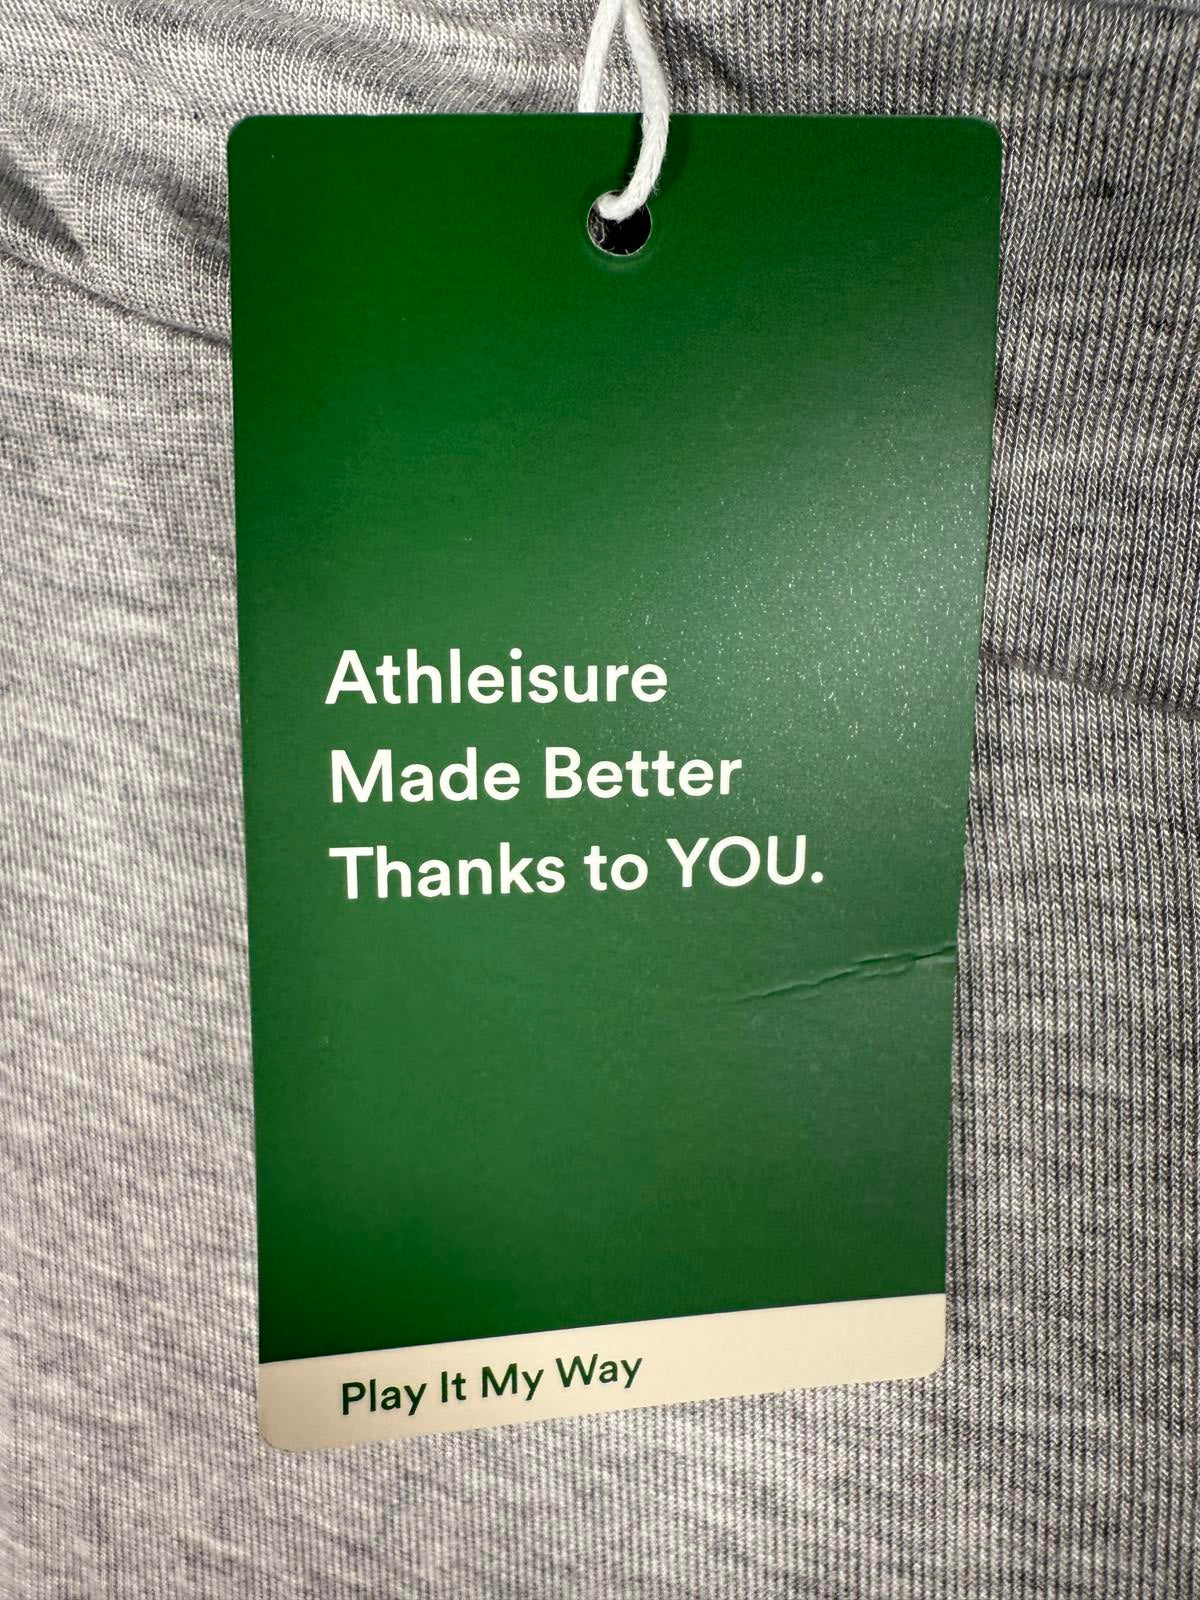 Athleisure
Made Better
Thanks to YOU.
Play It My Way